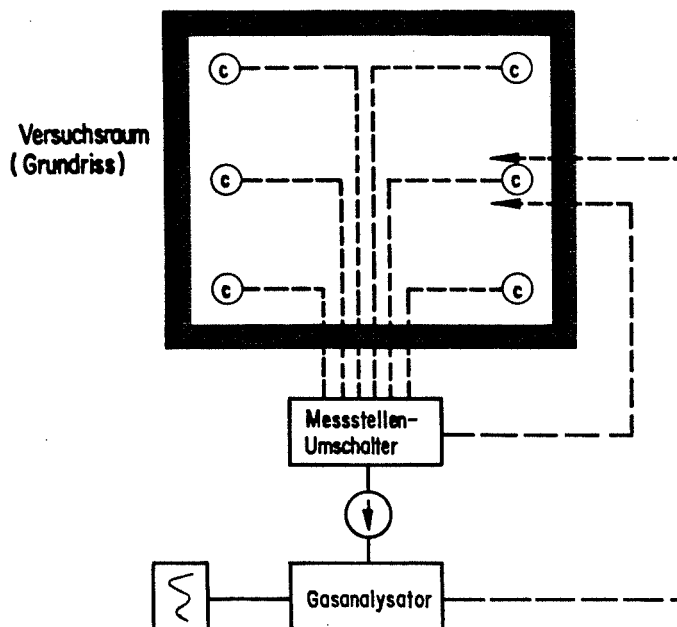 c c
Versuchsraum
(Grundriss)
c c
c c
Messstellen-
Umschalter
Gasanalysator